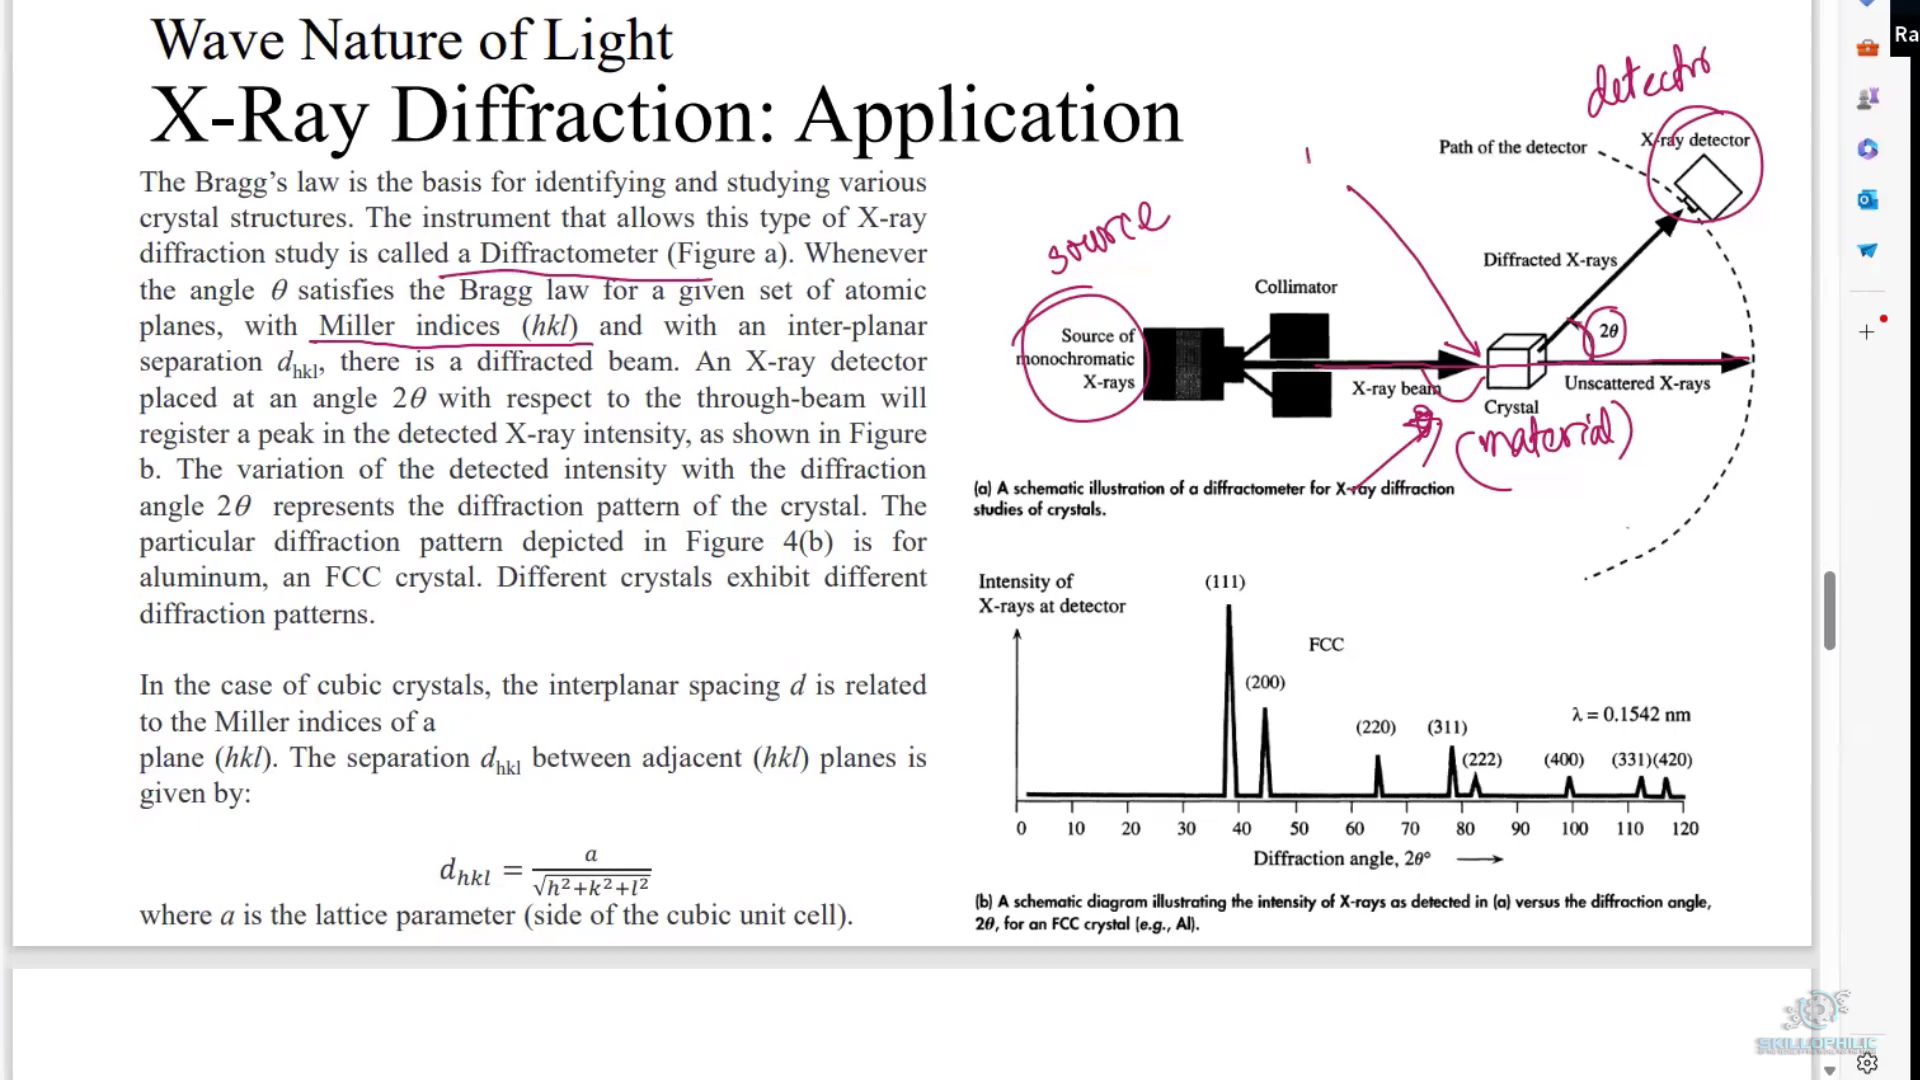 Wave Nature of Light
X-Ray Diffraction: Application
The Bragg's law is the basis for identifying and studying various
crystal structures. The instrument that allows this type of X-ray
diffraction study is called a Diffractometer (Figure a). Whenever
the angle θ satisfies the Bragg law for a given set of atomic
planes, with Miller indices (hkl) and with an inter-planar
separation dhkl, there is a diffracted beam. An X-ray detector
placed at an angle 2θ with respect to the through-beam will
register a peak in the detected X-ray intensity, as shown in Figure
b. The variation of the detected intensity with the diffraction
angle 2θ represents the diffraction pattern of the crystal. The
particular diffraction pattern depicted in Figure 4(b) is for
aluminum, an FCC crystal. Different crystals exhibit different
diffraction patterns.
In the case of cubic crystals, the interplanar spacing d is related
to the Miller indices of a
plane (hkl). The separation dhkl between adjacent (hkl) planes is
given by:
dhkl = a / √h²+k²+l²
where a is the lattice parameter (side of the cubic unit cell).
detector
Path of the detector
X-ray detector
source
Diffracted X-rays
Collimator
Source of
monochromatic
X-rays
2θ
X-ray beam
Unscattered X-rays
Crystal
(material)
(a) A schematic illustration of a diffractometer for X-ray diffraction
studies of crystals.
Intensity of
X-rays at detector
(111)
FCC
(200)
λ = 0.1542 nm
(220)
(311)
(222)
(400)
(331)(420)
0 10 20 30 40 50 60 70 80 90 100 110 120
Diffraction angle, 2θ°
(b) A schematic diagram illustrating the intensity of X-rays as detected in (a) versus the diffraction angle,
2θ, for an FCC crystal (e.g., Al).
Ra
SKILLOPHILIC